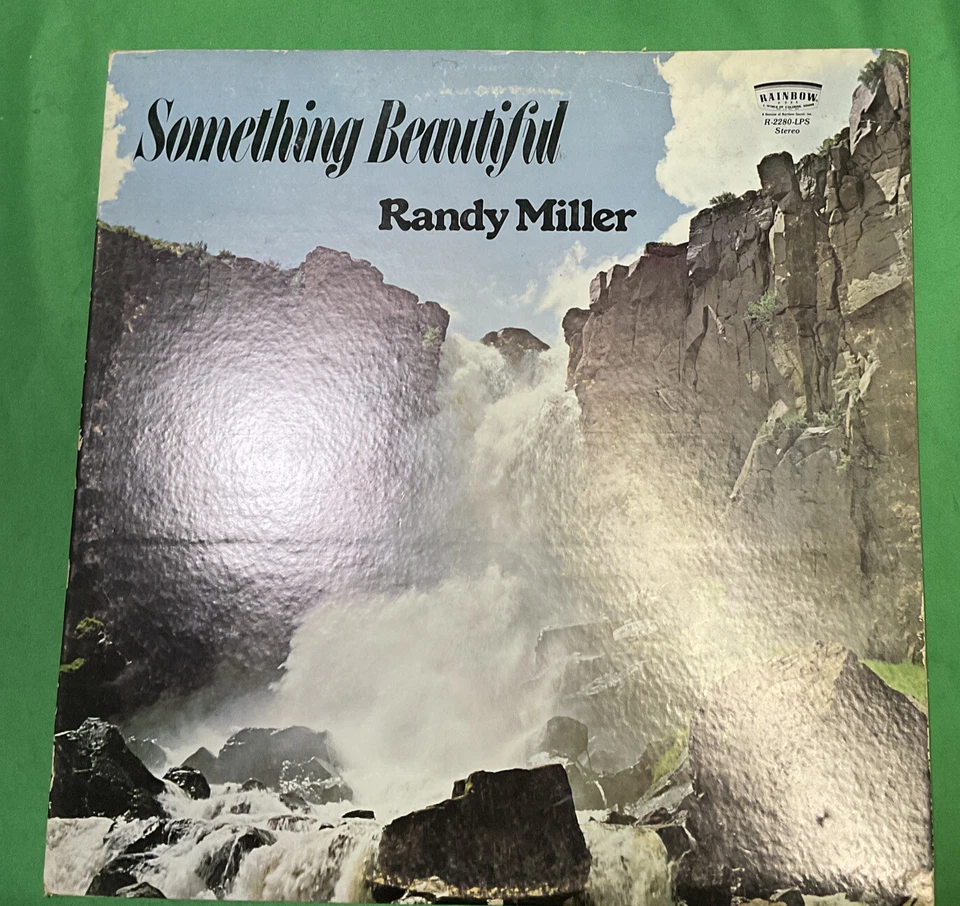 Something Beautiful
Randy Miller
RAINBOW
R-2280-LPS
Stereo